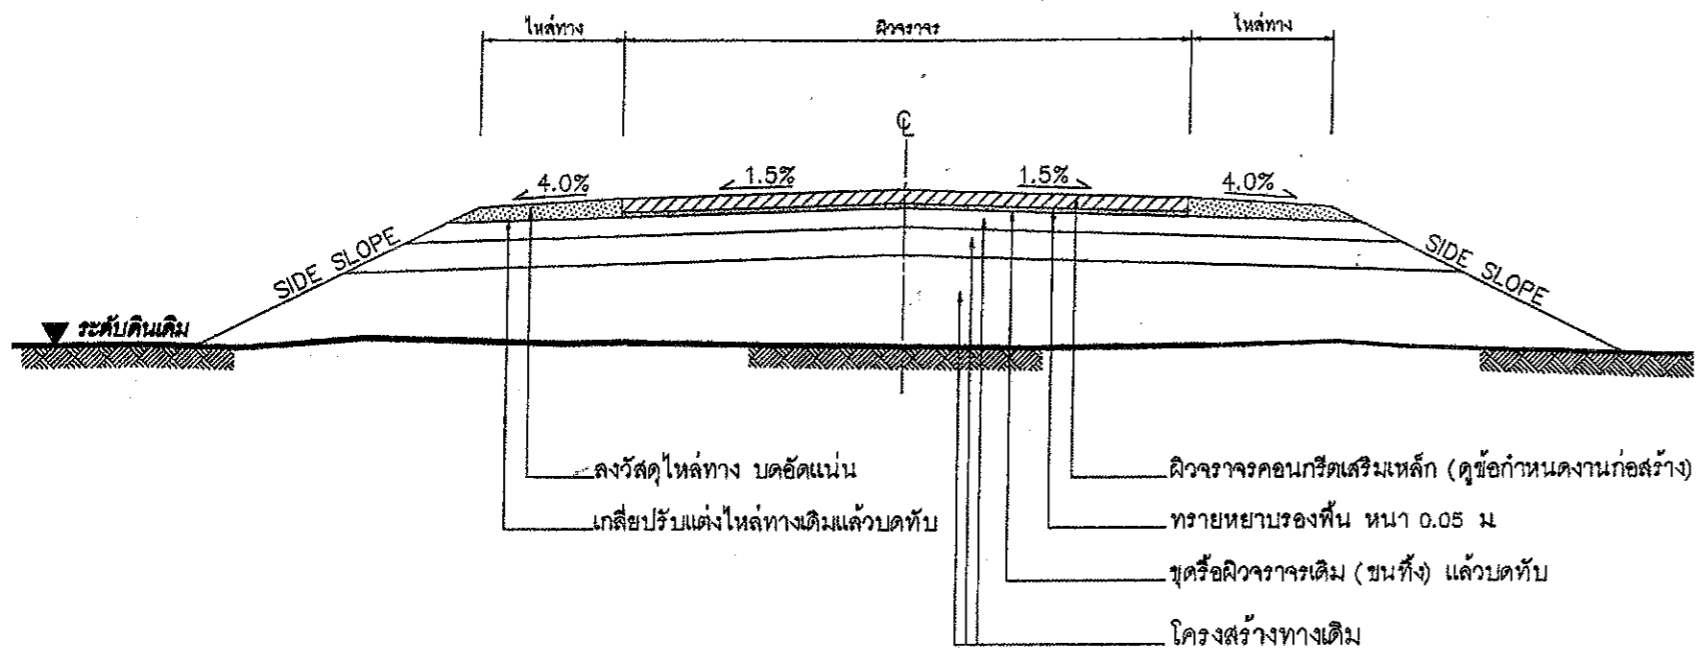 ไหล่ทาง ผิวจราจร ไหล่ทาง
℄
4.0% 1.5% 1.5% 4.0%
SIDE SLOPE SIDE SLOPE
ระดับดินเดิม
ลงวัสดุไหล่ทาง บดอัดแน่น
ผิวจราจรคอนกรีตเสริมเหล็ก (ดูข้อกำหนดงานก่อสร้าง)
เกลี่ยปรับแต่งไหล่ทางเดิมแล้วบดทับ
ทรายหยาบรองพื้น หนา 0.05 ม.
ขุดรื้อผิวจราจรเดิม (ขนทิ้ง) แล้วบดทับ
โครงสร้างทางเดิม